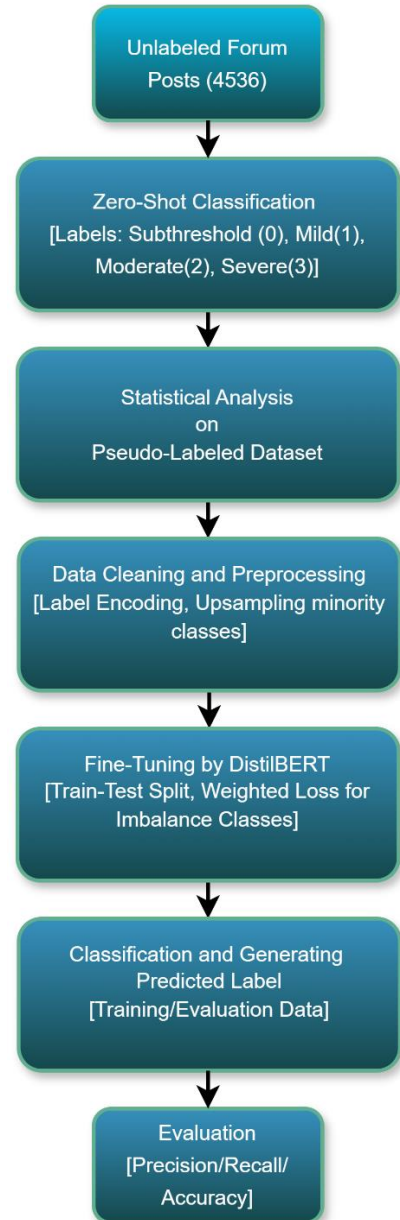 Unlabeled Forum
Posts (4536)
Zero-Shot Classification
[Labels: Subthreshold (0), Mild(1),
Moderate(2), Severe(3)]
Statistical Analysis
on
Pseudo-Labeled Dataset
Data Cleaning and Preprocessing
[Label Encoding, Upsampling minority
classes]
Fine-Tuning by DistilBERT
[Train-Test Split, Weighted Loss for
Imbalance Classes]
Classification and Generating
Predicted Label
[Training/Evaluation Data]
Evaluation
[Precision/Recall/
Accuracy]